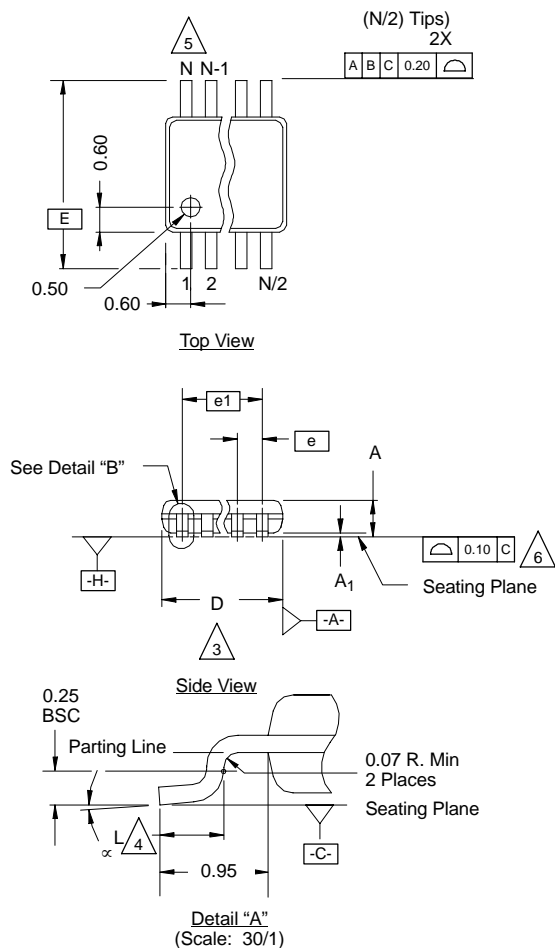 (N/2) Tips)
2X
5
A B C 0.20
N N-1
0.60
E
0.50
1 2 N/2
0.60
Top View
e1
e
See Detail “B”
A
0.10 C
6
A1
Seating Plane
-H-
D
-A-
3
Side View
0.25
BSC
Parting Line
0.07 R. Min
2 Places
Seating Plane
∝
L
4
-C-
0.95
Detail “A”
(Scale: 30/1)